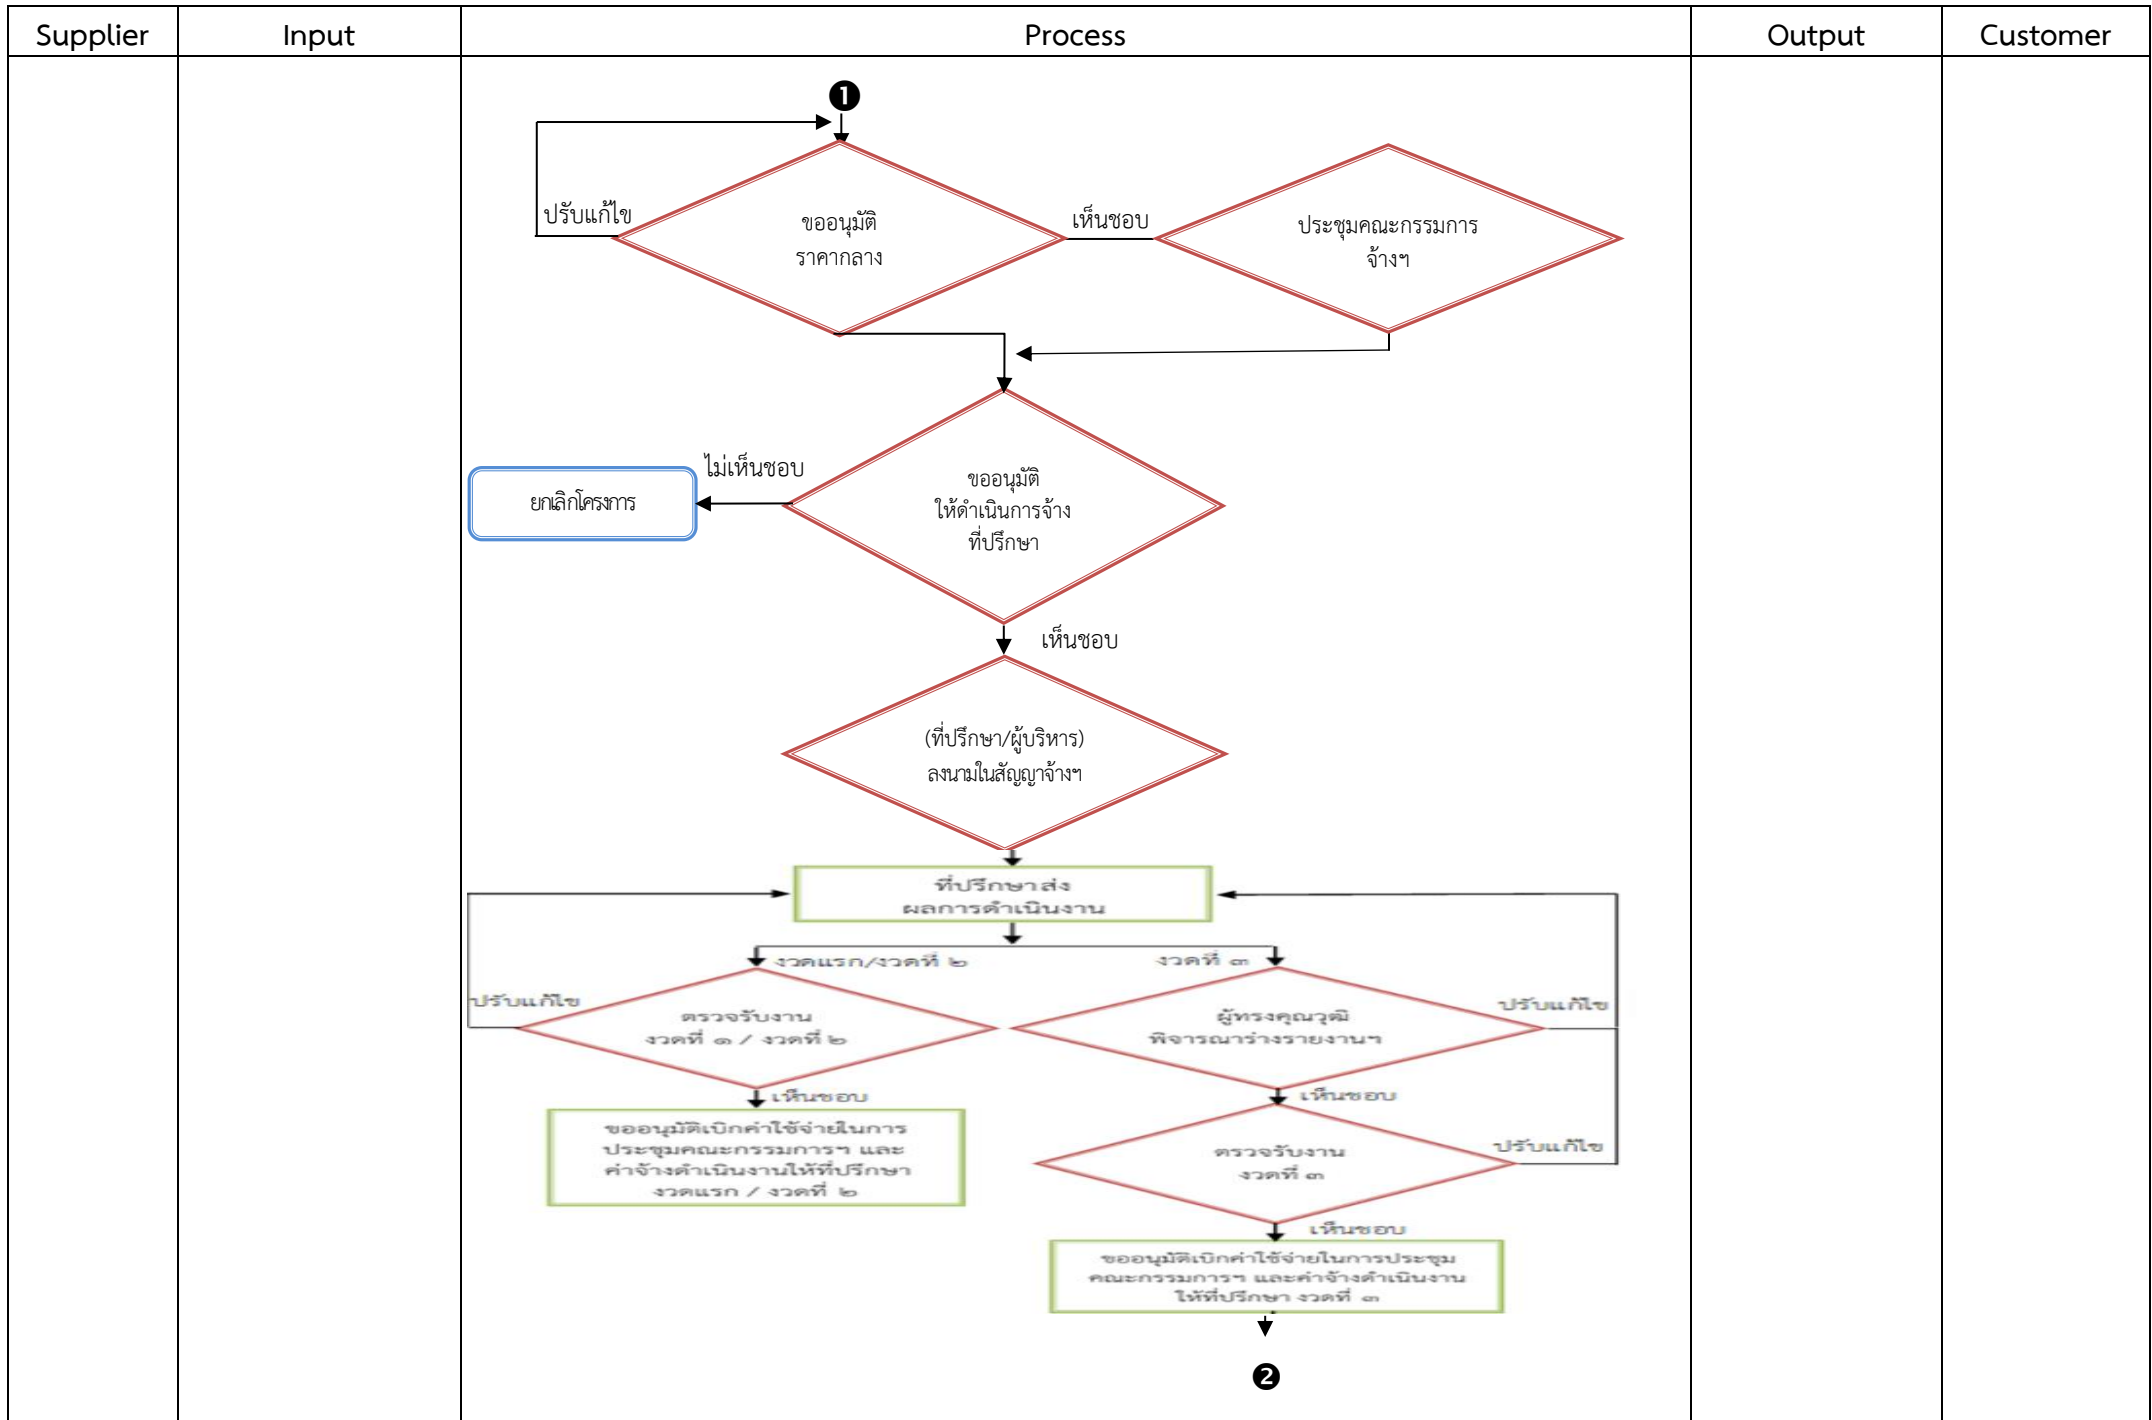 Supplier
Input
Process
Output
Customer
❶
ปรับแก้ไข
ขออนุมัติ
ราคากลาง
เห็นชอบ
ประชุมคณะกรรมการ
จ้างฯ
ไม่เห็นชอบ
ยกเลิกโครงการ
ขออนุมัติ
ให้ดำเนินการจ้าง
ที่ปรึกษา
เห็นชอบ
(ที่ปรึกษา/ผู้บริหาร)
ลงนามในสัญญาจ้างฯ
ที่ปรึกษาส่ง
ผลการดำเนินงาน
งวดแรก/งวดที่ ๒
งวดที่ ๓
ปรับแก้ไข
ตรวจรับงาน
งวดที่ ๑ / งวดที่ ๒
ผู้ทรงคุณวุฒิ
พิจารณาร่างรายงานฯ
ปรับแก้ไข
เห็นชอบ
เห็นชอบ
ขออนุมัติเบิกค่าใช้จ่ายในการ
ประชุมคณะกรรมการฯ และ
ค่าจ้างดำเนินงานให้ที่ปรึกษา
งวดแรก / งวดที่ ๒
ตรวจรับงาน
งวดที่ ๓
ปรับแก้ไข
เห็นชอบ
ขออนุมัติเบิกค่าใช้จ่ายในการประชุม
คณะกรรมการฯ และค่าจ้างดำเนินงาน
ให้ที่ปรึกษา งวดที่ ๓
❷